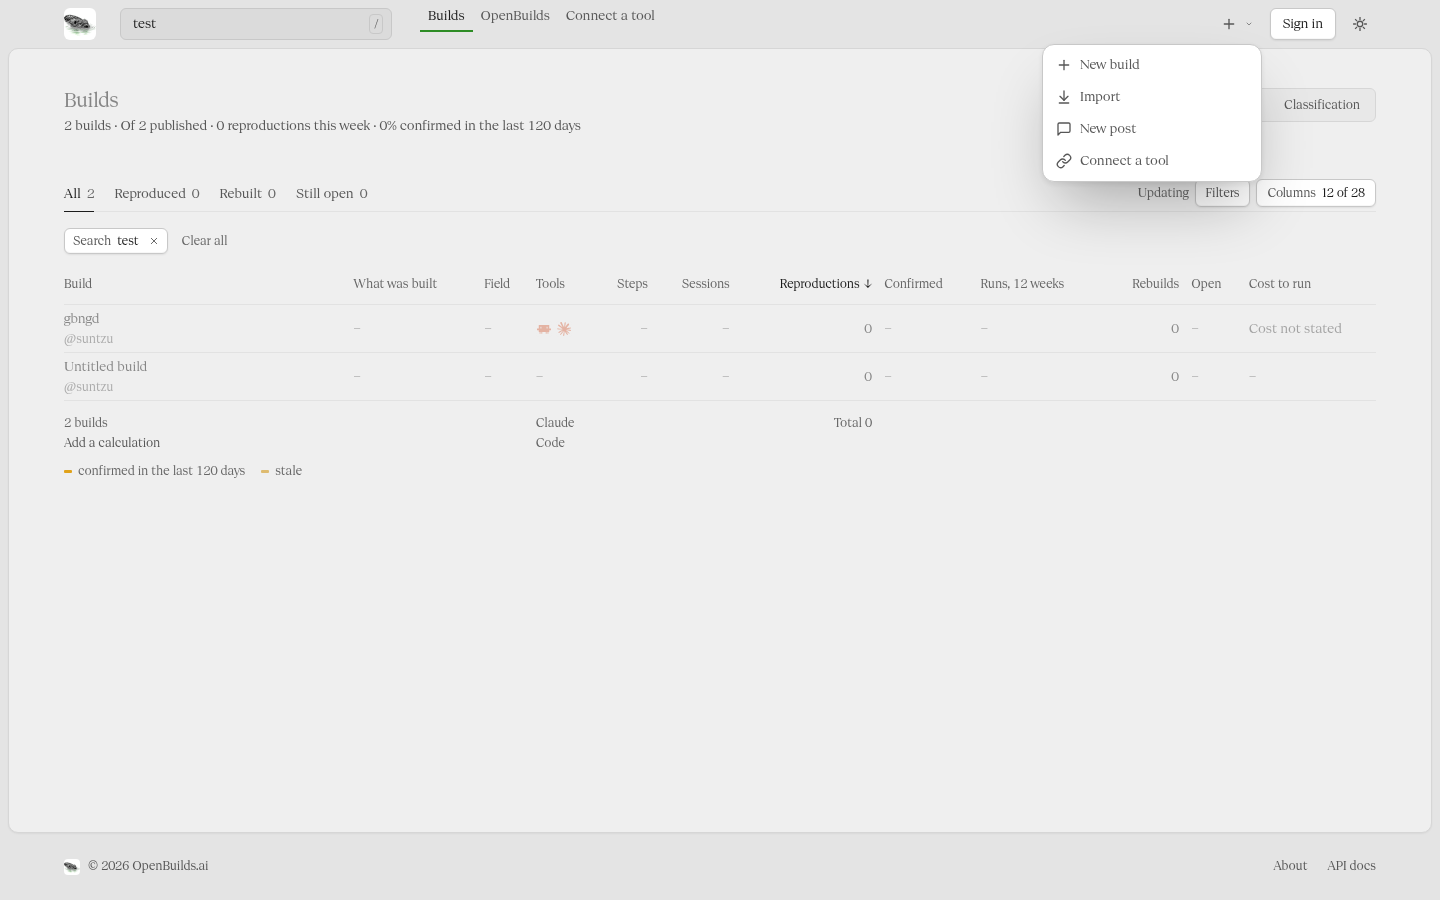 test /
Builds OpenBuilds Connect a tool
Sign in
New build
Import
New post
Connect a tool
Builds
Classification
2 builds · Of 2 published · 0 reproductions this week · 0% confirmed in the last 120 days
All 2 Reproduced 0 Rebuilt 0 Still open 0
Updating Filters Columns 12 of 28
Search test × Clear all
Build What was built Field Tools Steps Sessions Reproductions ↓ Confirmed Runs, 12 weeks Rebuilds Open Cost to run
gbngd
@suntzu
– – – – 0 – – 0 – Cost not stated
Untitled build
@suntzu
– – – – – 0 – – 0 – –
2 builds Claude Total 0
Add a calculation Code
confirmed in the last 120 days stale
© 2026 OpenBuilds.ai About API docs